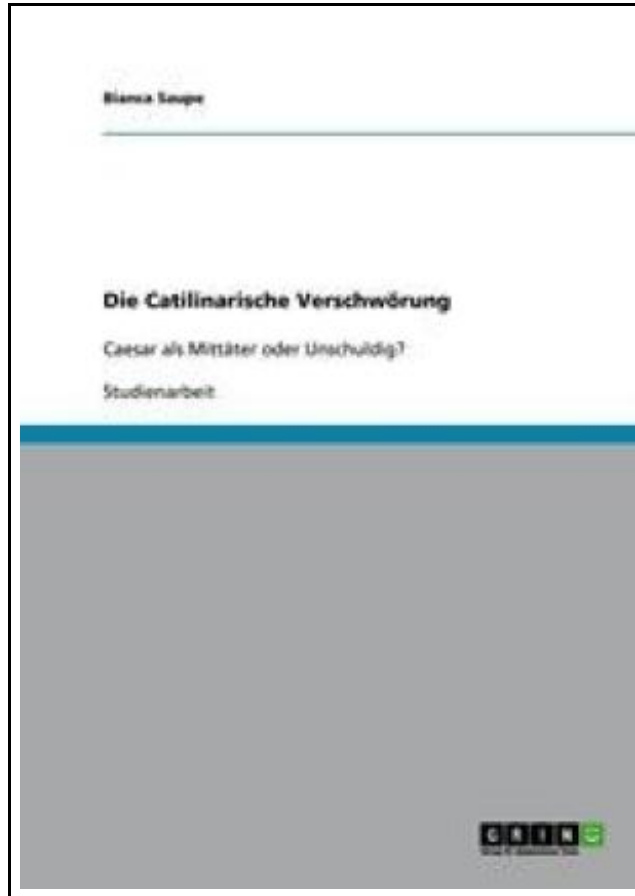 Bianca Saupe
Die Catilinarische Verschwörung
Caesar als Mittäter oder Unschuldig?
Studienarbeit
GRIN